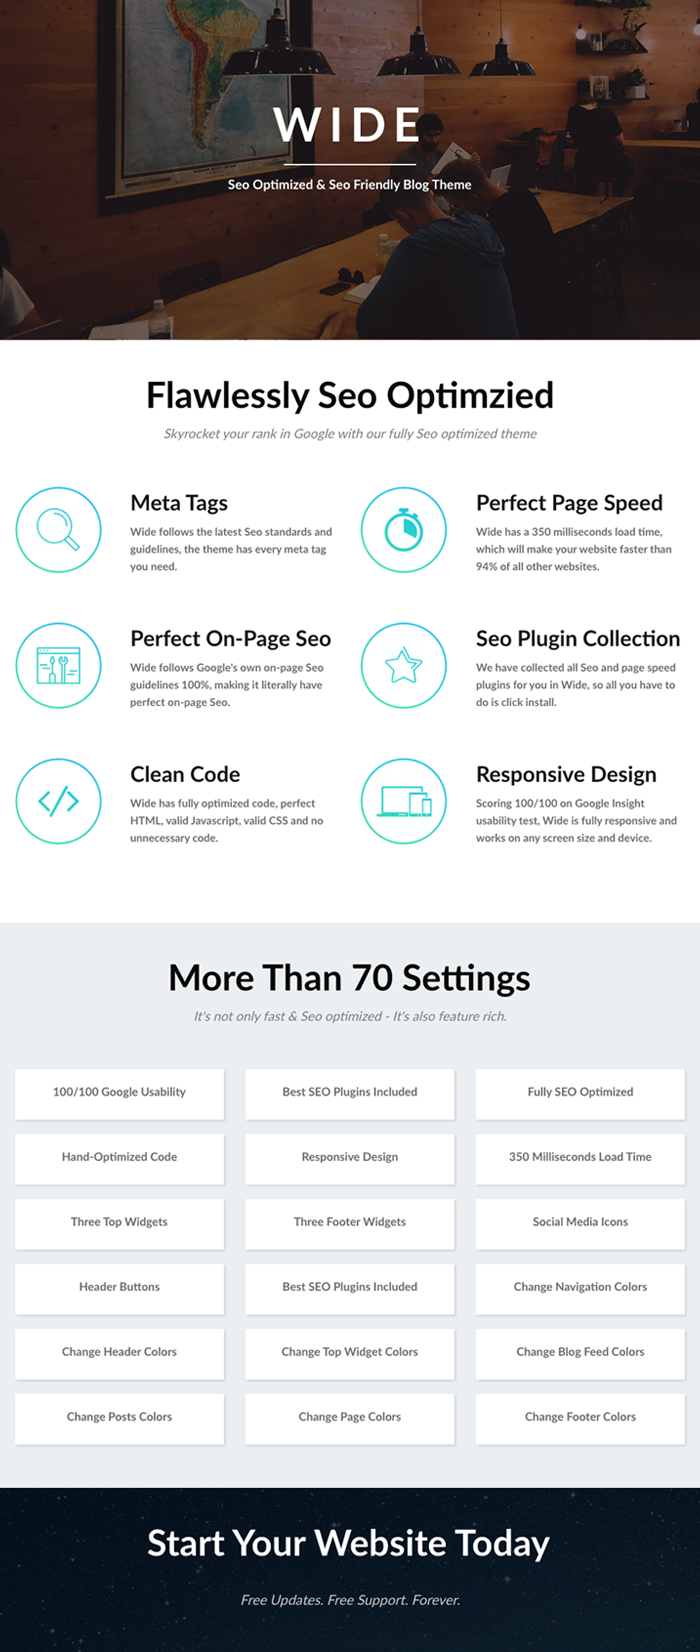 WIDE
Seo Optimized & Seo Friendly Blog Theme
Flawlessly Seo Optimzied
Skyrocket your rank in Google with our fully Seo optimized theme
Meta Tags
Wide follows the latest Seo standards and
guidelines, the theme has every meta tag
you need.
Perfect Page Speed
Wide has a 350 milliseconds load time,
which will make your website faster than
94% of all other websites.
Perfect On-Page Seo
Wide follows Google's own on-page Seo
guidelines 100%, making it literally have
perfect on-page Seo.
Seo Plugin Collection
We have collected all Seo and page speed
plugins for you in Wide, so all you have to
do is click install.
Clean Code
Wide has fully optimized code, perfect
HTML, valid Javascript, valid CSS and no
unnecessary code.
Responsive Design
Scoring 100/100 on Google Insight
usability test, Wide is fully responsive and
works on any screen size and device.
More Than 70 Settings
It's not only fast & Seo optimized - It's also feature rich.
100/100 Google Usability
Best SEO Plugins Included
Fully SEO Optimized
Hand-Optimized Code
Responsive Design
350 Milliseconds Load Time
Three Top Widgets
Three Footer Widgets
Social Media Icons
Header Buttons
Best SEO Plugins Included
Change Navigation Colors
Change Header Colors
Change Top Widget Colors
Change Blog Feed Colors
Change Posts Colors
Change Page Colors
Change Footer Colors
Start Your Website Today
Free Updates. Free Support. Forever.